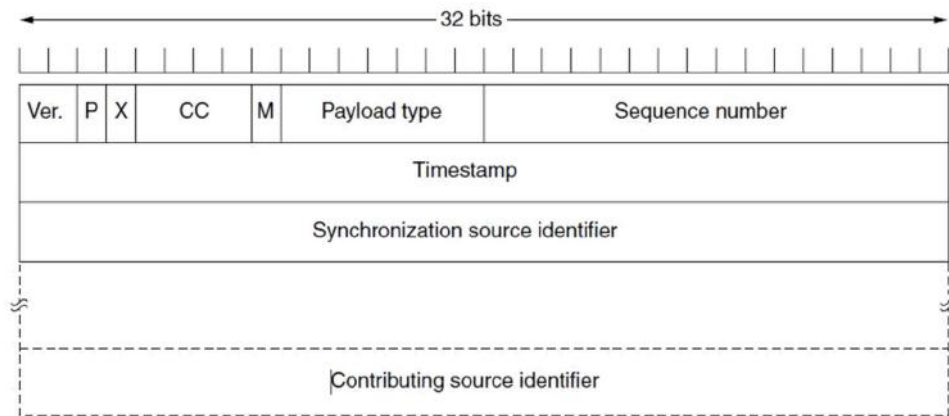 32 bits
Ver. P X CC M Payload type Sequence number
Timestamp
Synchronization source identifier
Contributing source identifier